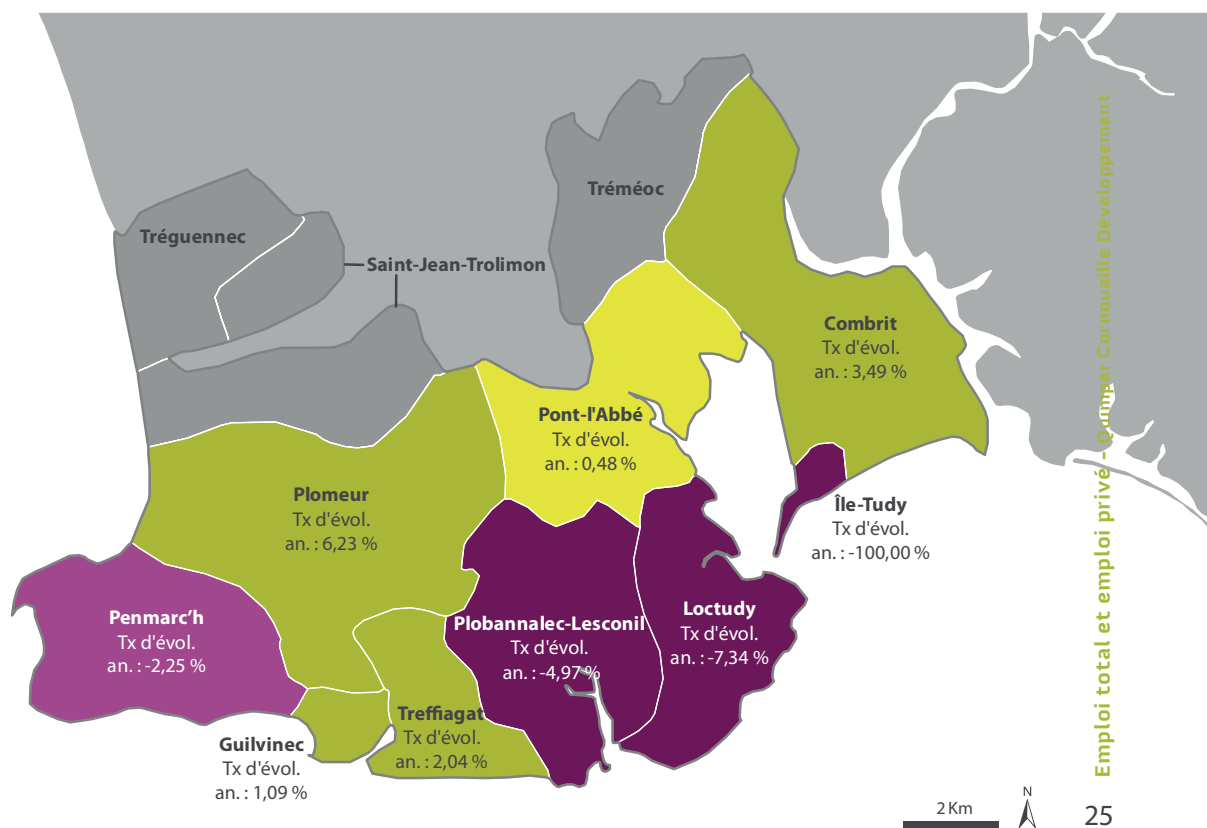 Tréméoc
Tréguennec
Saint-Jean-Trolimon
Combrit
Tx d'évol.
an. : 3,49 %
Pont-l'Abbé
Tx d'évol.
an. : 0,48 %
Plomeur
Tx d'évol.
an. : 6,23 %
Île-Tudy
Tx d'évol.
an. : -100,00 %
Penmarc’h
Tx d'évol.
an. : -2,25 %
Plobannalec-Lesconil
Tx d'évol.
an. : -4,97 %
Loctudy
Tx d'évol.
an. : -7,34 %
Treffiagat
Tx d'évol.
an. : 2,04 %
Guilvinec
Tx d'évol.
an. : 1,09 %
Emploi total et emploi privé – Quimper Cornouaille Développement
2 Km
N
25